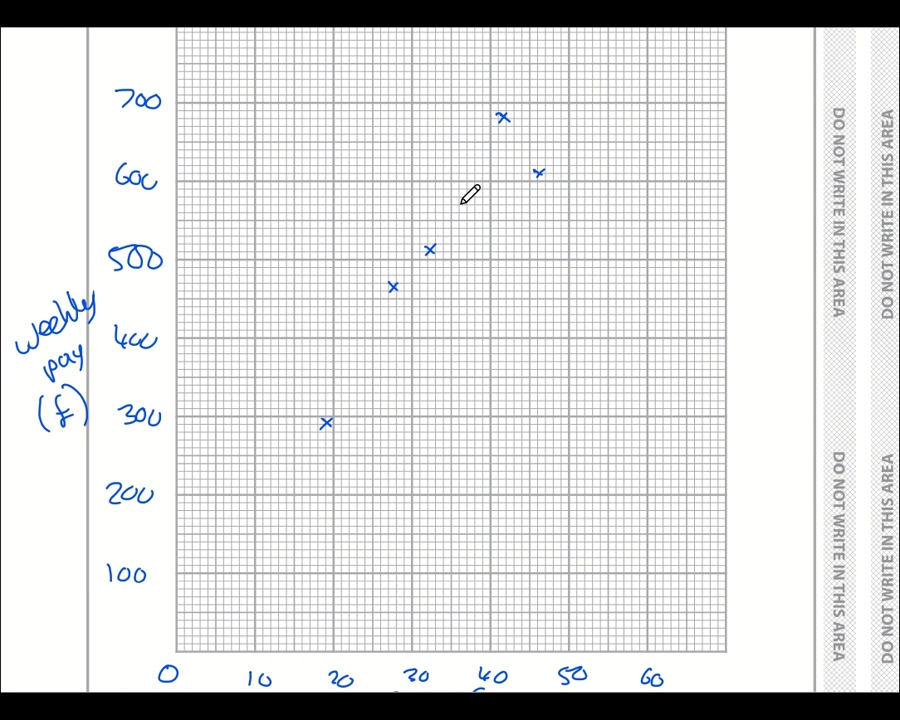 700
600
500
weekly
pay
(£)
400
300
200
100
0 10 20 30 40 50 60
DO NOT WRITE IN THIS AREA
DO NOT WRITE IN THIS AREA
DO NOT WRITE IN THIS AREA
DO NOT WRITE IN THIS AREA